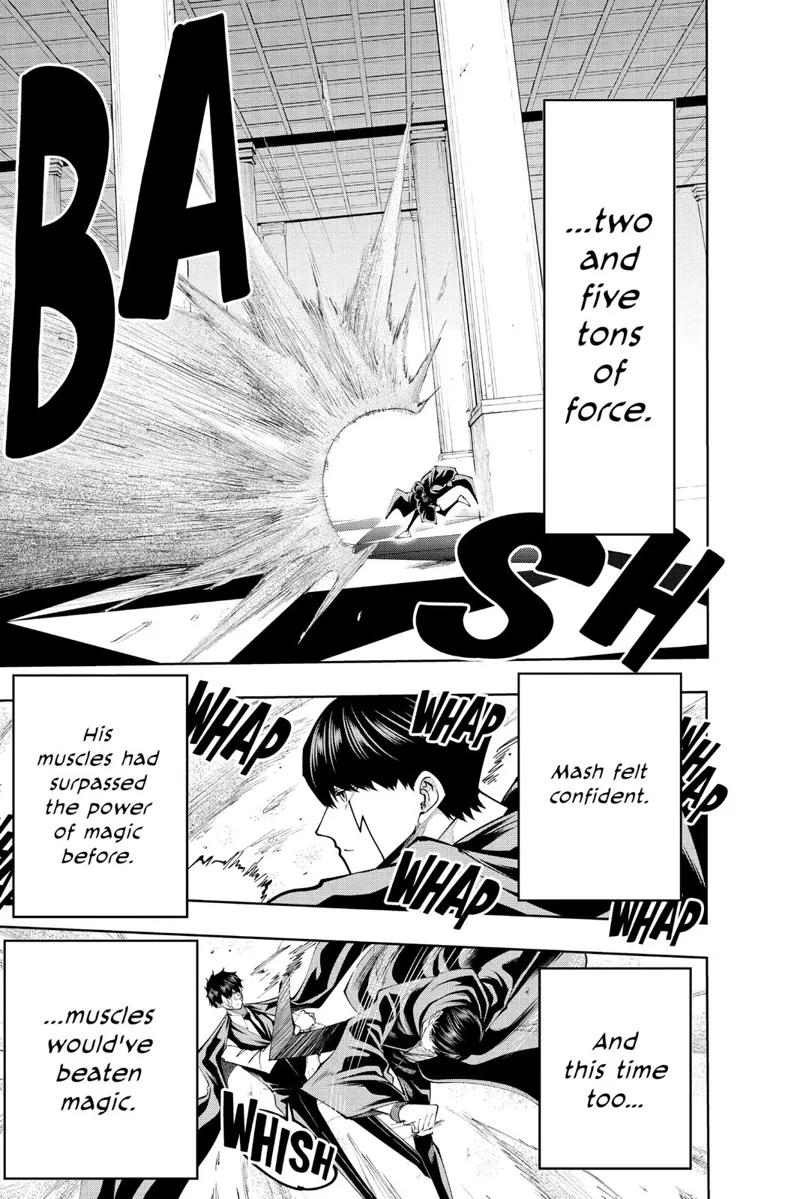 ...two
and
five
tons
of
force.
BA
SH
Mash felt
confident.
WHAP
WHAP
WHAP
WHAP
WHAP
His
muscles had
surpassed
the power
of magic
before.
And
this time
too...
WHISH
...muscles
would've
beaten
magic.